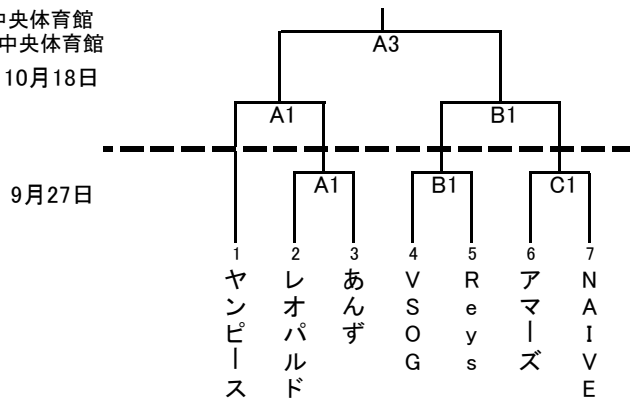 中央体育館
中央体育館
A3
10月18日
A1
B1
9月27日
A1
B1
C1
1
2
3
4
5
6
7
ヤンピース
レオパルド
あんず
VSOG
Reys
アマーズ
NAIVE